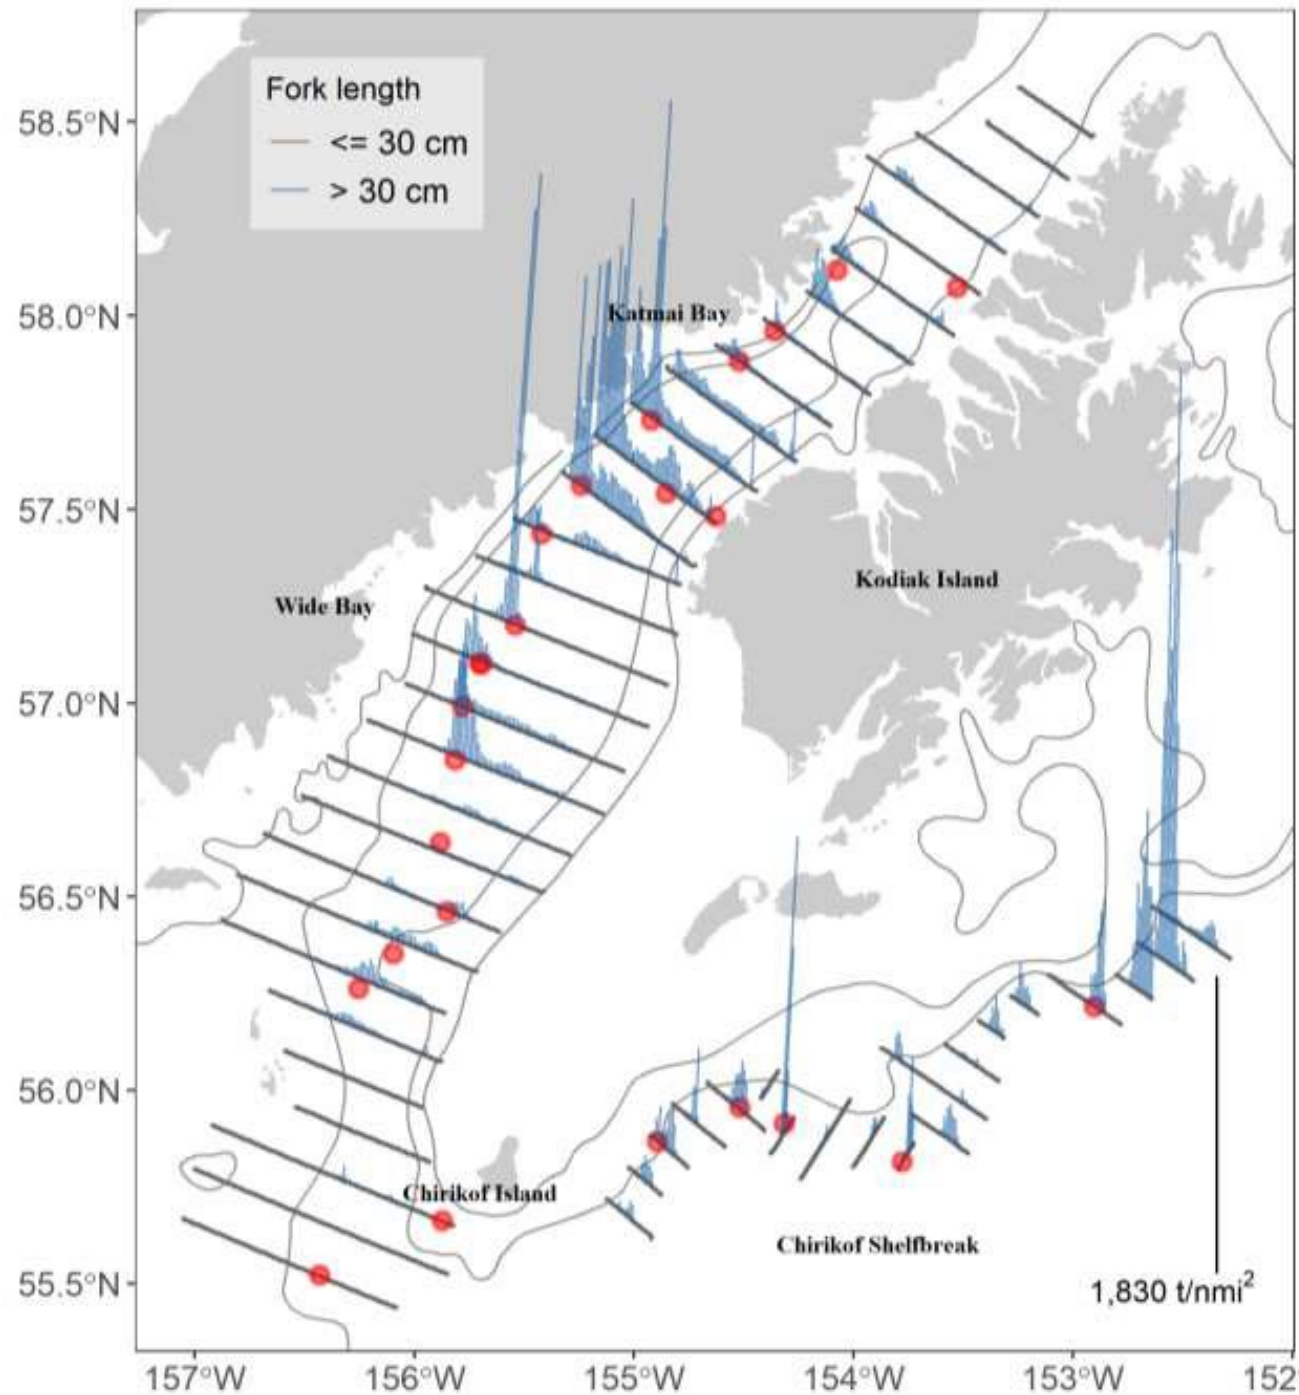 Fork length
<= 30 cm
> 30 cm
58.5°N
58.0°N
57.5°N
57.0°N
56.5°N
56.0°N
55.5°N
Katmai Bay
Kodiak Island
Wide Bay
Chirikof Island
Chirikof Shelfbreak
1,830 t/nmi²
157°W 156°W 155°W 154°W 153°W 152